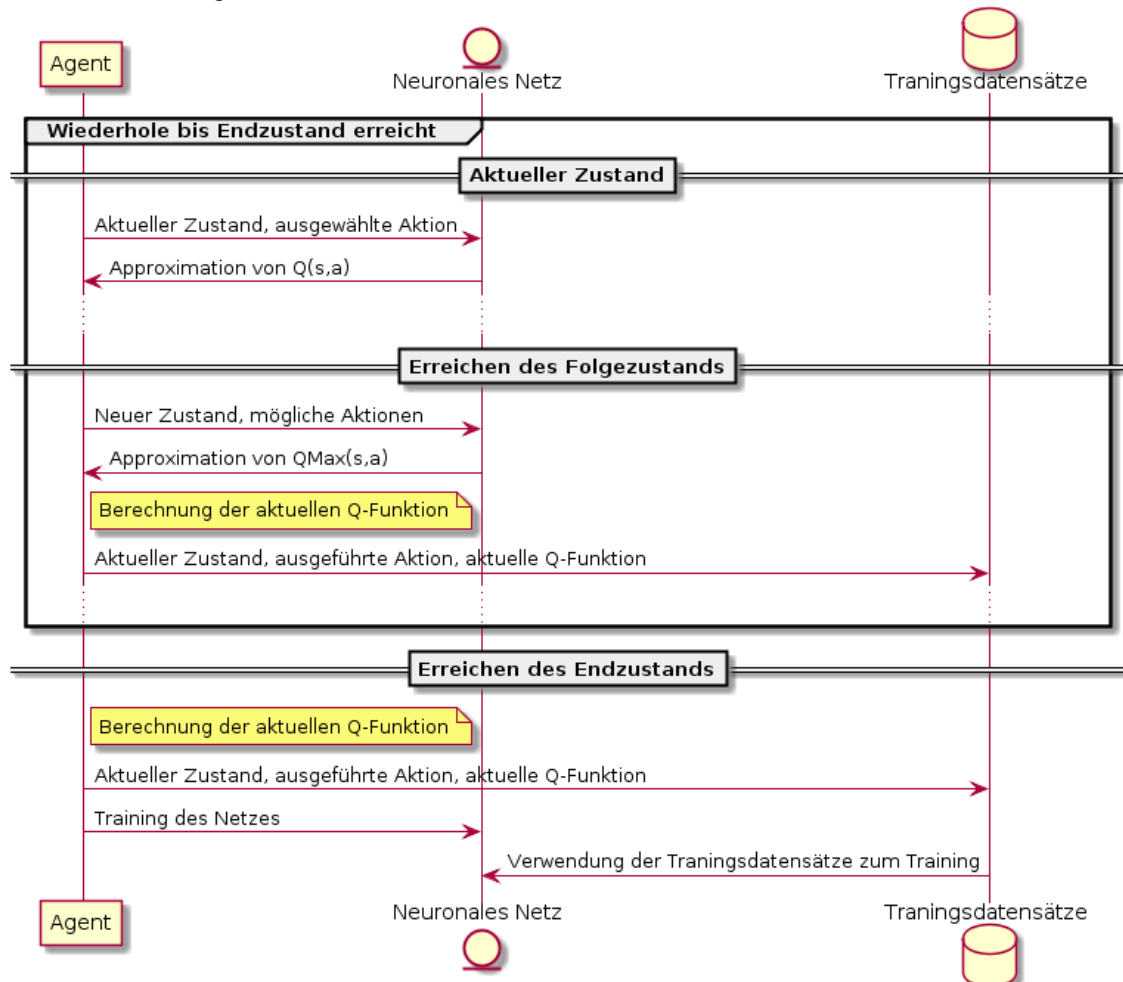 Agent
Neuronales Netz
Traningsdatensätze
Wiederhole bis Endzustand erreicht
Aktueller Zustand
Aktueller Zustand, ausgewählte Aktion
Approximation von Q(s,a)
Erreichen des Folgezustands
Neuer Zustand, mögliche Aktionen
Approximation von QMax(s,a)
Berechnung der aktuellen Q-Funktion
Aktueller Zustand, ausgeführte Aktion, aktuelle Q-Funktion
Erreichen des Endzustands
Berechnung der aktuellen Q-Funktion
Aktueller Zustand, ausgeführte Aktion, aktuelle Q-Funktion
Training des Netzes
Verwendung der Traningsdatensätze zum Training
Agent
Neuronales Netz
Traningsdatensätze